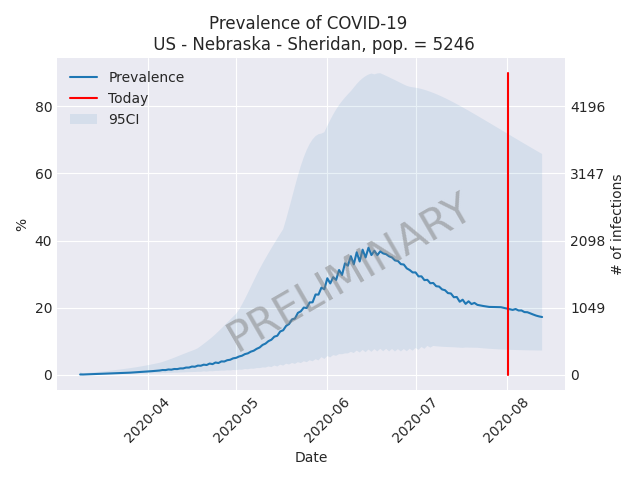 Prevalence of COVID-19
US - Nebraska - Sheridan, pop. = 5246
Prevalence
Today
95CI
80
60
40
20
0
%
4196
3147
2098
1049
0
# of infections
PRELIMINARY
2020-04
2020-05
2020-06
2020-07
2020-08
Date